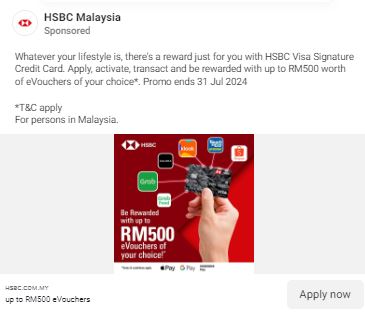 HSBC Malaysia
Sponsored
Whatever your lifestyle is, there's a reward just for you with HSBC Visa Signature
Credit Card. Apply, activate, transact and be rewarded with up to RM500 worth
of eVouchers of your choice*. Promo ends 31 Jul 2024
*T&C apply
For persons in Malaysia.
HSBC
klook
Grab
Grab
Food
Be Rewarded
with up to
RM500
eVouchers of
your choice!*
Pay
G Pay
HSBC.COM.MY
up to RM500 eVouchers
Apply now